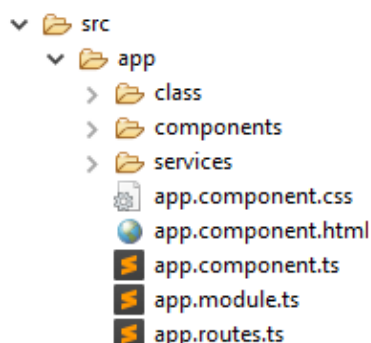 src
app
class
components
services
app.component.css
app.component.html
app.component.ts
app.module.ts
app.routes.ts